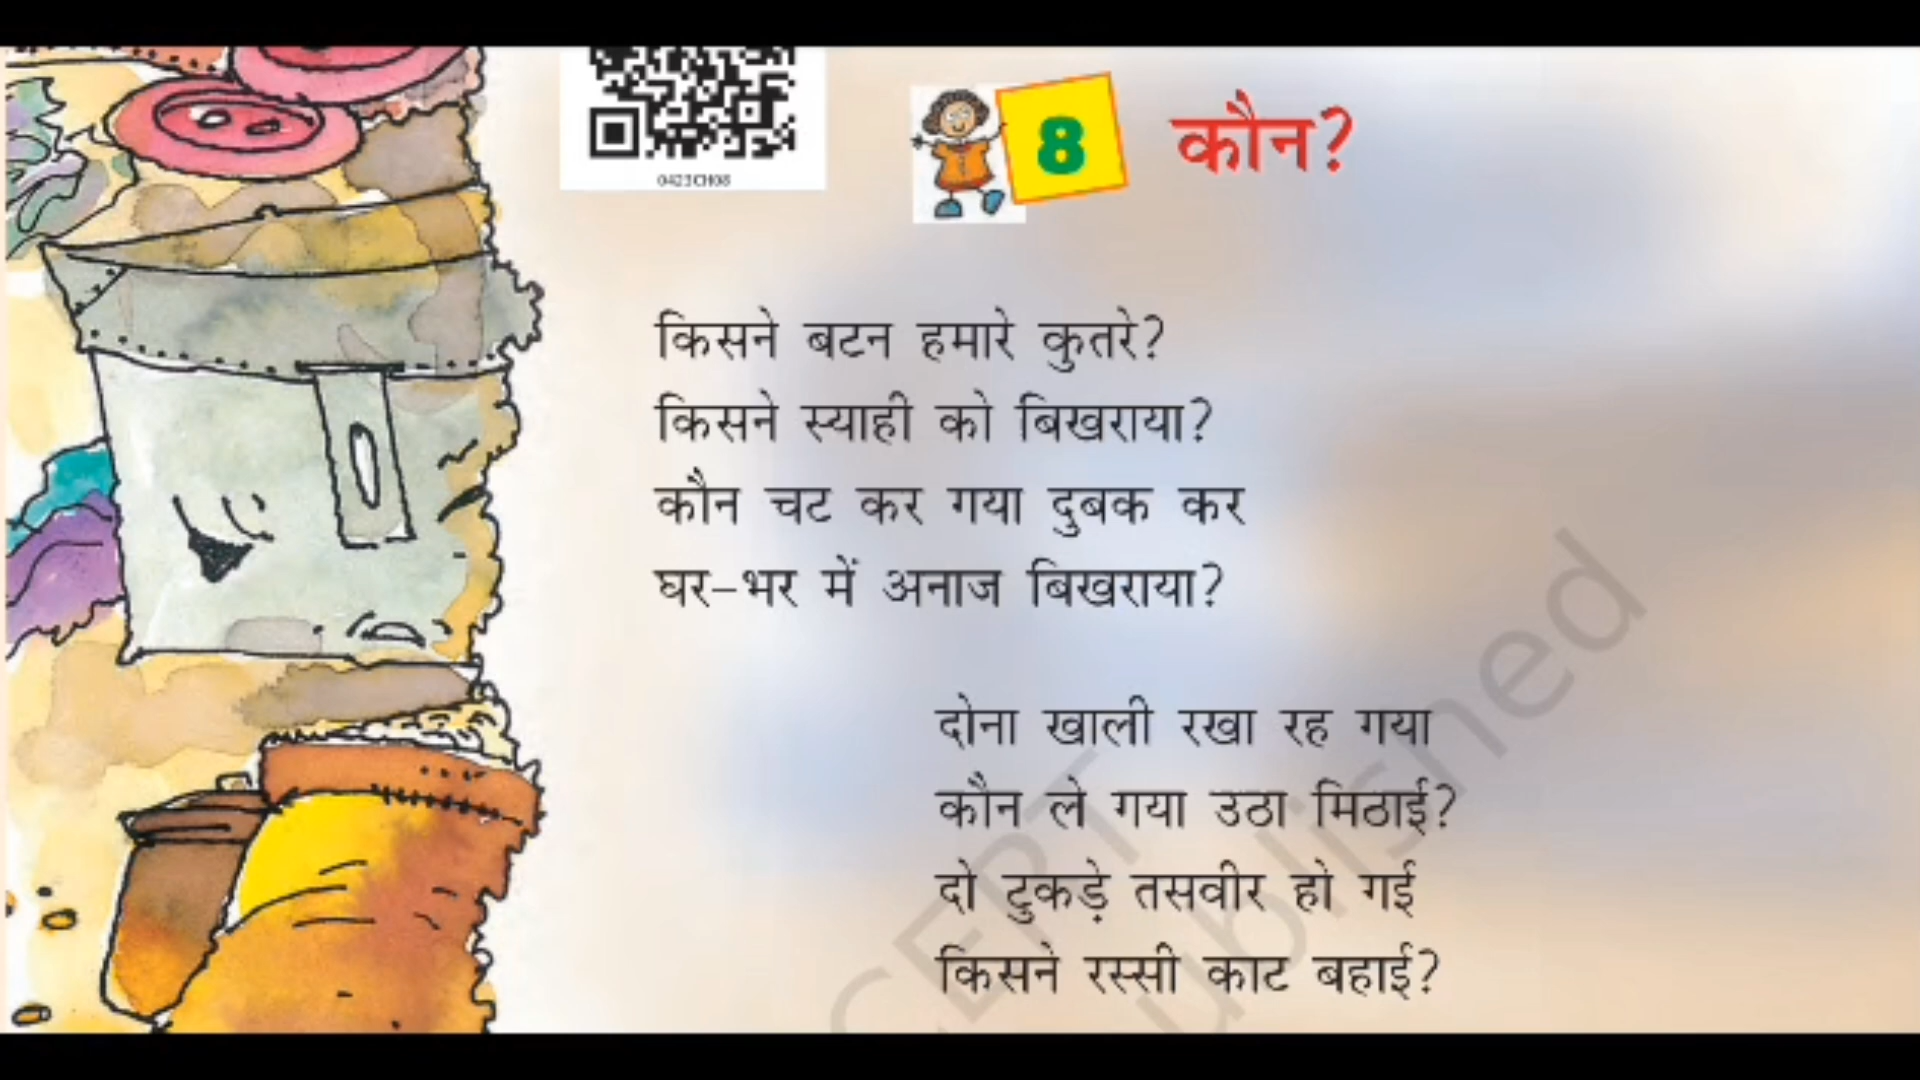 0423CH08
8 कौन?
किसने बटन हमारे कुतरे?
किसने स्याही को बिखराया?
कौन चट कर गया दुबक कर
घर-भर में अनाज बिखराया?
दोना खाली रखा रह गया
कौन ले गया उठा मिठाई?
दो टुकड़े तसवीर हो गई
किसने रस्सी काट बहाई?